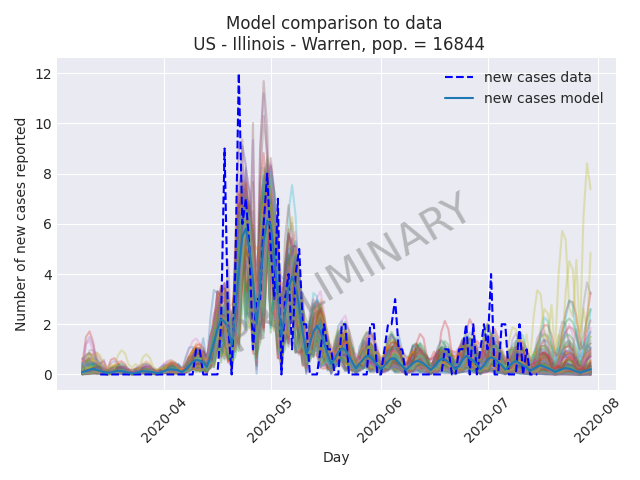 Model comparison to data
US - Illinois - Warren, pop. = 16844
new cases data
new cases model
Number of new cases reported
12
10
8
6
4
2
0
2020-04
2020-05
2020-06
2020-07
2020-08
Day